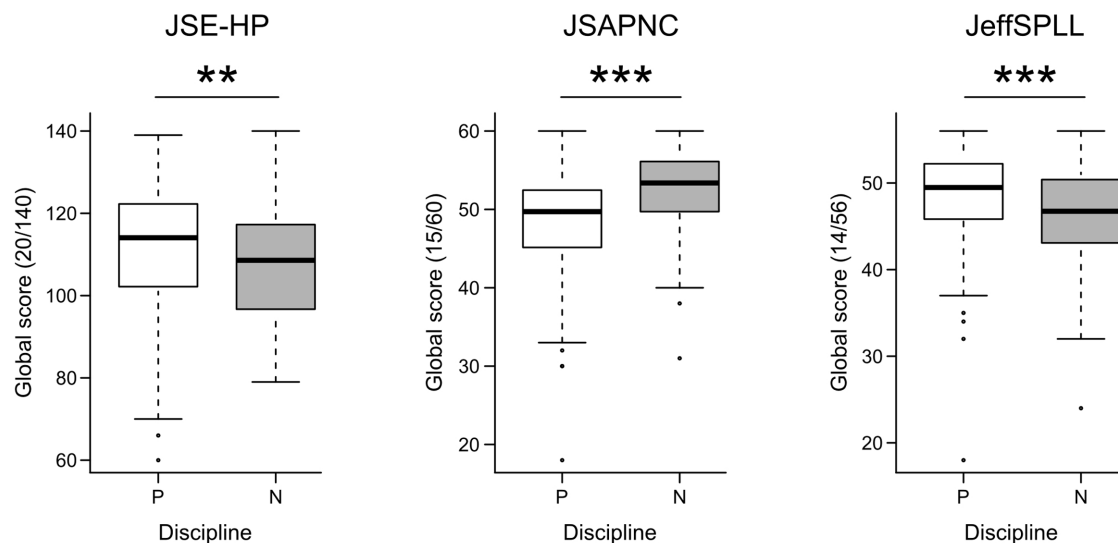 JSE-HP
**
Global score (20/140)
140
120
100
80
60
P
N
Discipline
JSAPNC
***
Global score (15/60)
60
50
40
30
20
P
N
Discipline
JeffSPLL
***
Global score (14/56)
50
40
30
20
P
N
Discipline